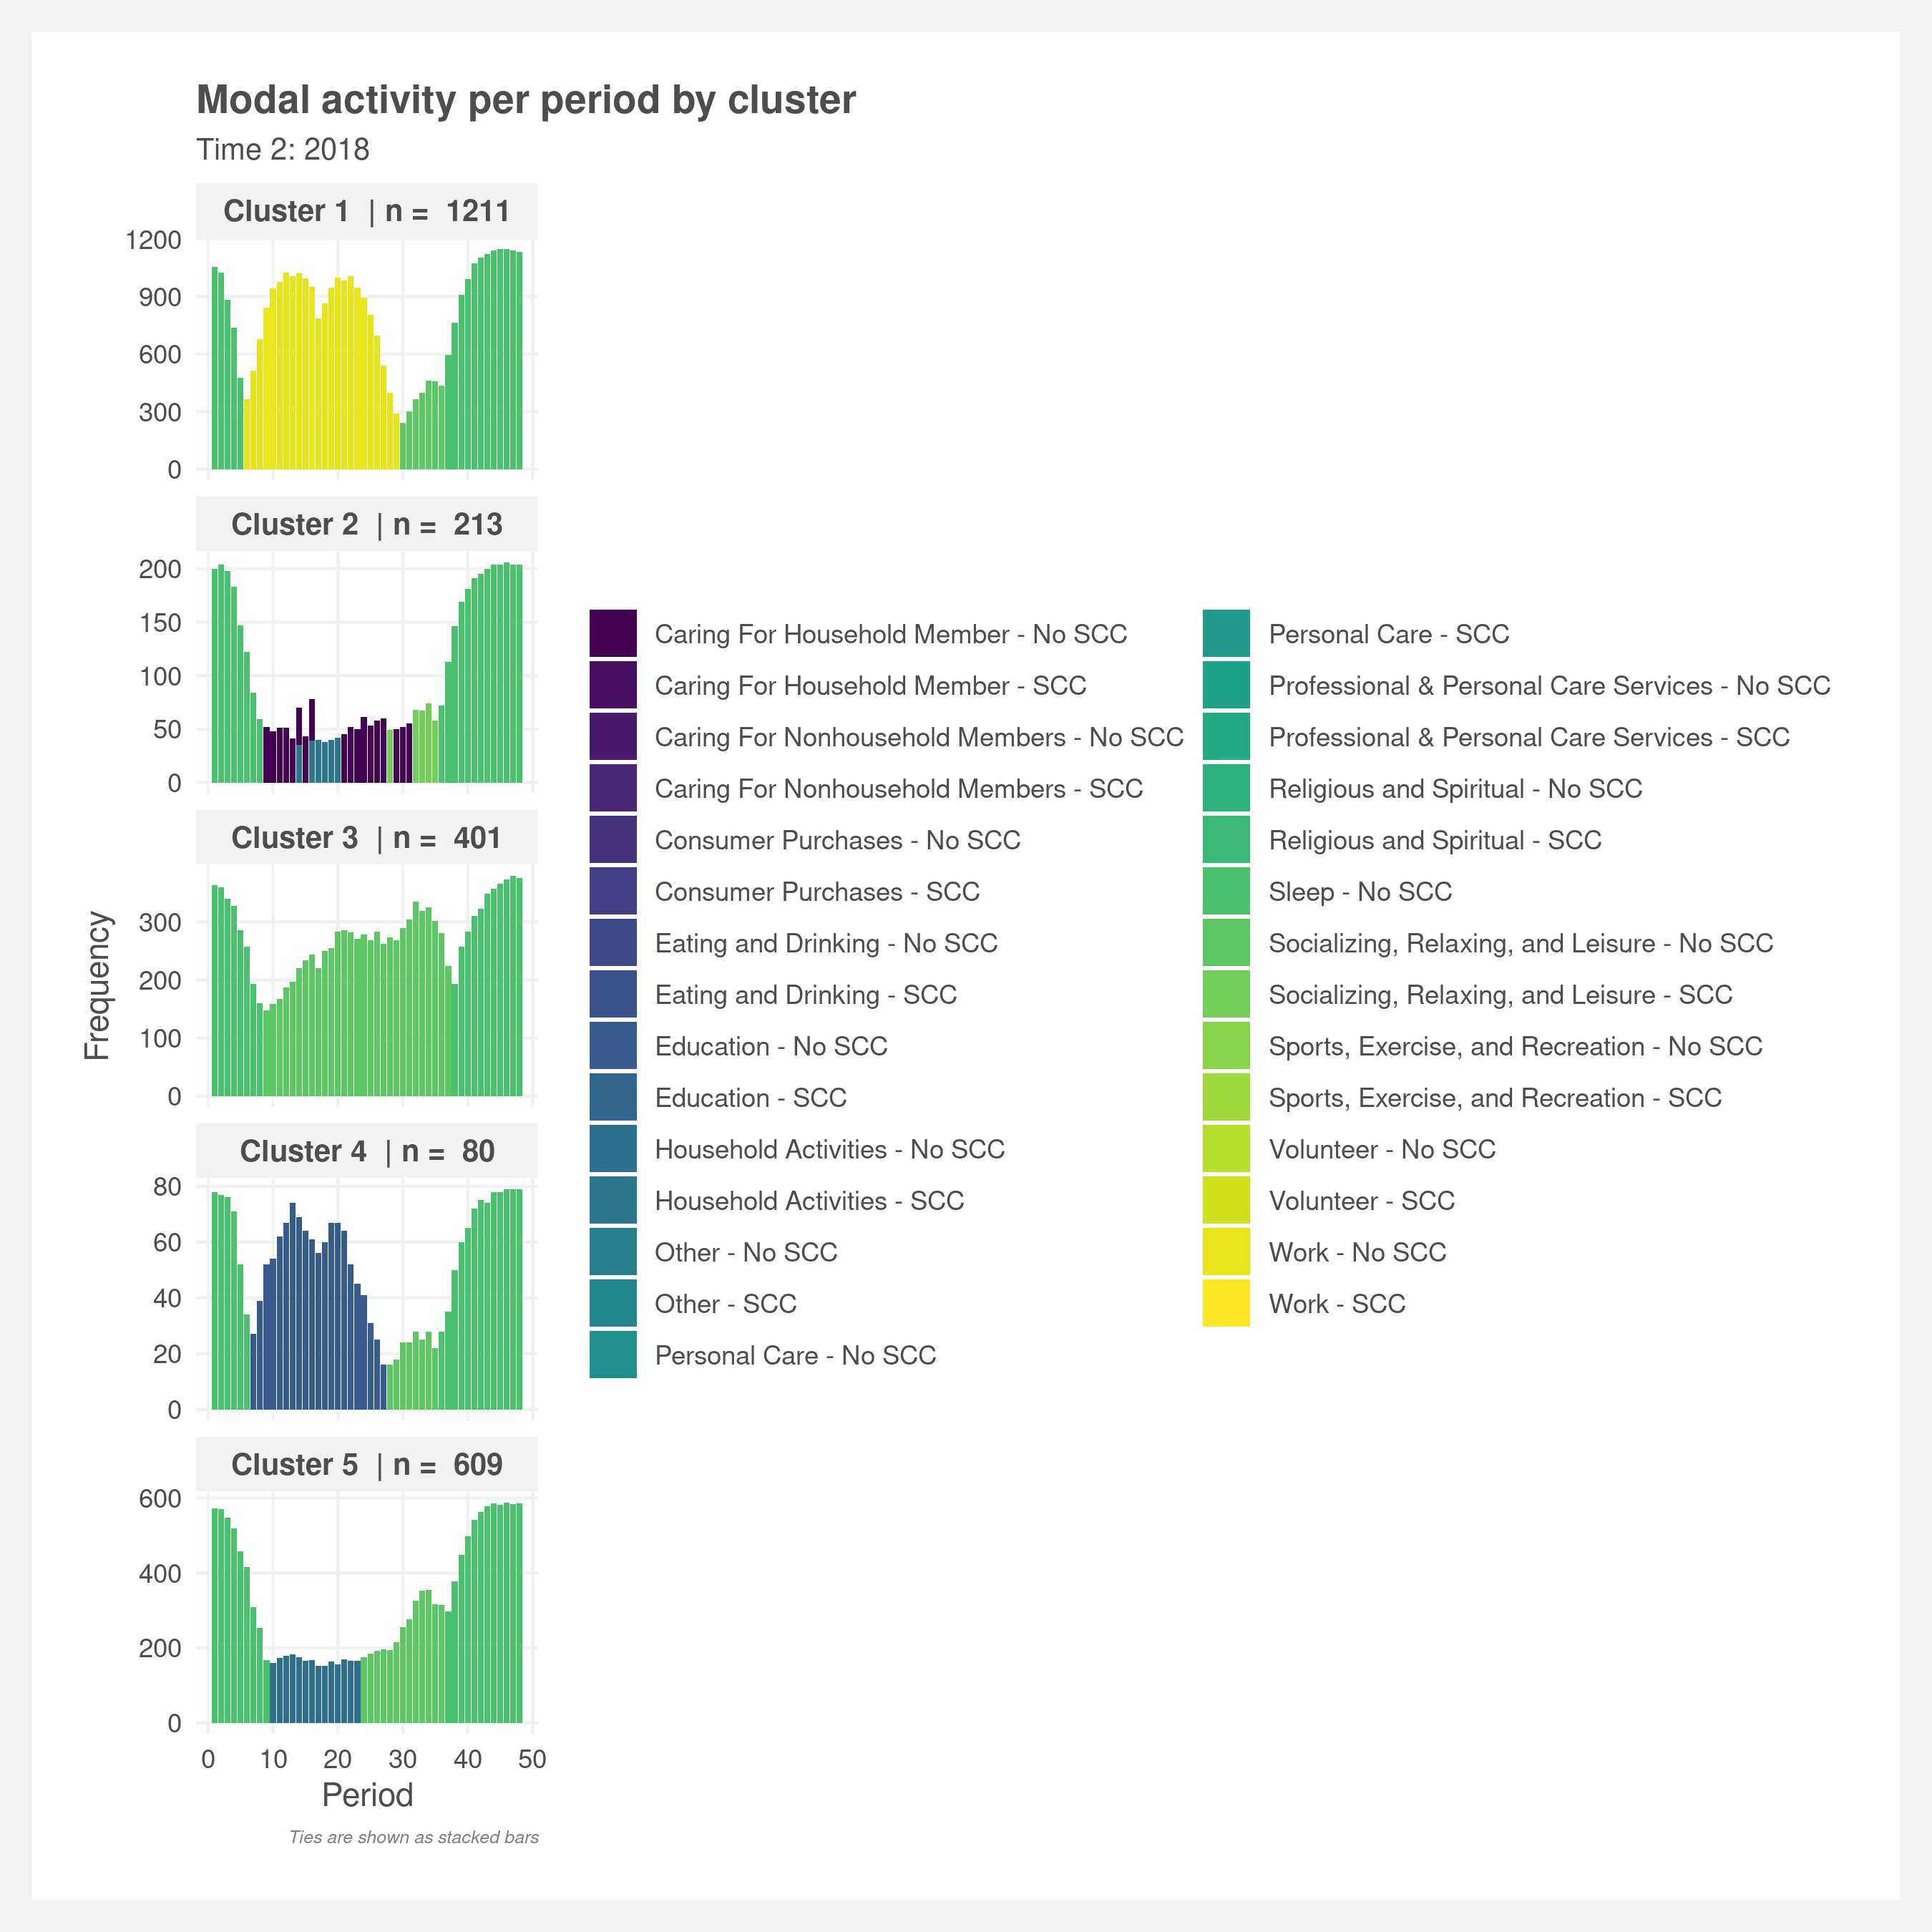 Modal activity per period by cluster
Time 2: 2018
Cluster 1 | n = 1211
1200
900
600
300
0
Cluster 2 | n = 213
200
150
100
50
0
Cluster 3 | n = 401
300
200
100
0
Cluster 4 | n = 80
80
60
40
20
0
Cluster 5 | n = 609
600
400
200
0
0 10 20 30 40 50
Period
Frequency
Ties are shown as stacked bars
Caring For Household Member - No SCC
Caring For Household Member - SCC
Caring For Nonhousehold Members - No SCC
Caring For Nonhousehold Members - SCC
Consumer Purchases - No SCC
Consumer Purchases - SCC
Eating and Drinking - No SCC
Eating and Drinking - SCC
Education - No SCC
Education - SCC
Household Activities - No SCC
Household Activities - SCC
Other - No SCC
Other - SCC
Personal Care - No SCC
Personal Care - SCC
Professional & Personal Care Services - No SCC
Professional & Personal Care Services - SCC
Religious and Spiritual - No SCC
Religious and Spiritual - SCC
Sleep - No SCC
Socializing, Relaxing, and Leisure - No SCC
Socializing, Relaxing, and Leisure - SCC
Sports, Exercise, and Recreation - No SCC
Sports, Exercise, and Recreation - SCC
Volunteer - No SCC
Volunteer - SCC
Work - No SCC
Work - SCC